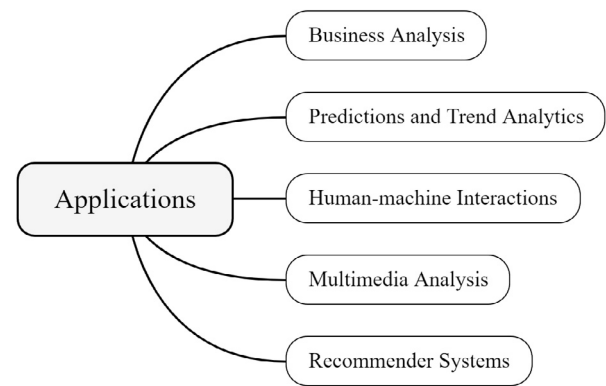 Applications
Business Analysis
Predictions and Trend Analytics
Human-machine Interactions
Multimedia Analysis
Recommender Systems